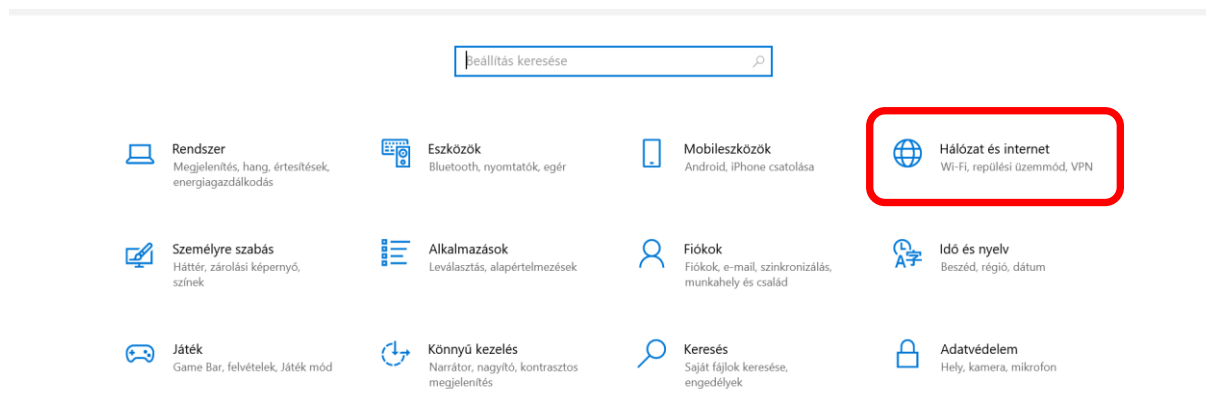 Beállítás keresése
Rendszer
Megjelenítés, hang, értesítések,
energiagazdálkodás
Eszközök
Bluetooth, nyomtatók, egér
Mobileszközök
Android, iPhone csatolása
Hálózat és internet
Wi-Fi, repülési üzemmód, VPN
Személyre szabás
Háttér, zárolási képernyő,
színek
Alkalmazások
Leválasztás, alapértelmezések
Fiókok
Fiókok, e-mail, szinkronizálás,
munkahely és család
Idő és nyelv
Beszéd, régió, dátum
Játék
Game Bar, felvételek, Játék mód
Könnyű kezelés
Narrátor, nagyító, kontrasztos
megjelenítés
Keresés
Saját fájlok keresése,
engedélyek
Adatvédelem
Hely, kamera, mikrofon